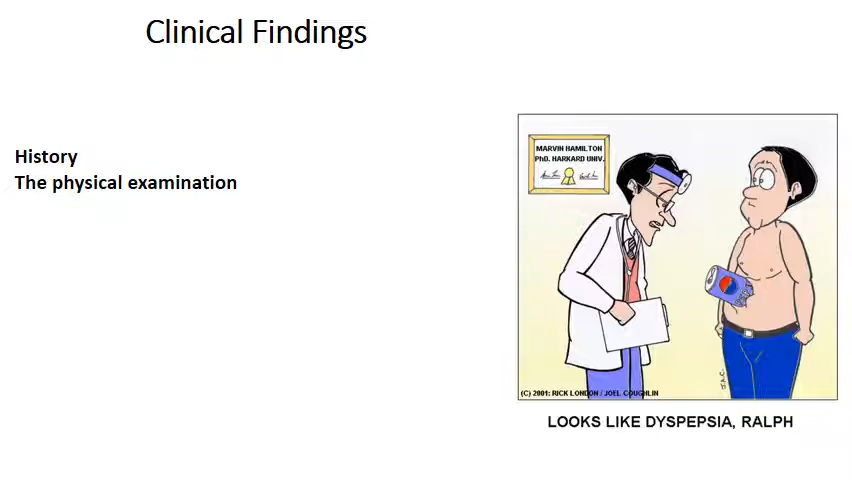 Clinical Findings
History
The physical examination
MARVIN HAMILTON
PhD. HARKARD UNIV.
(C) 2001: RICK LONDON / JOEL COUGHLIN
LOOKS LIKE DYSPEPSIA, RALPH